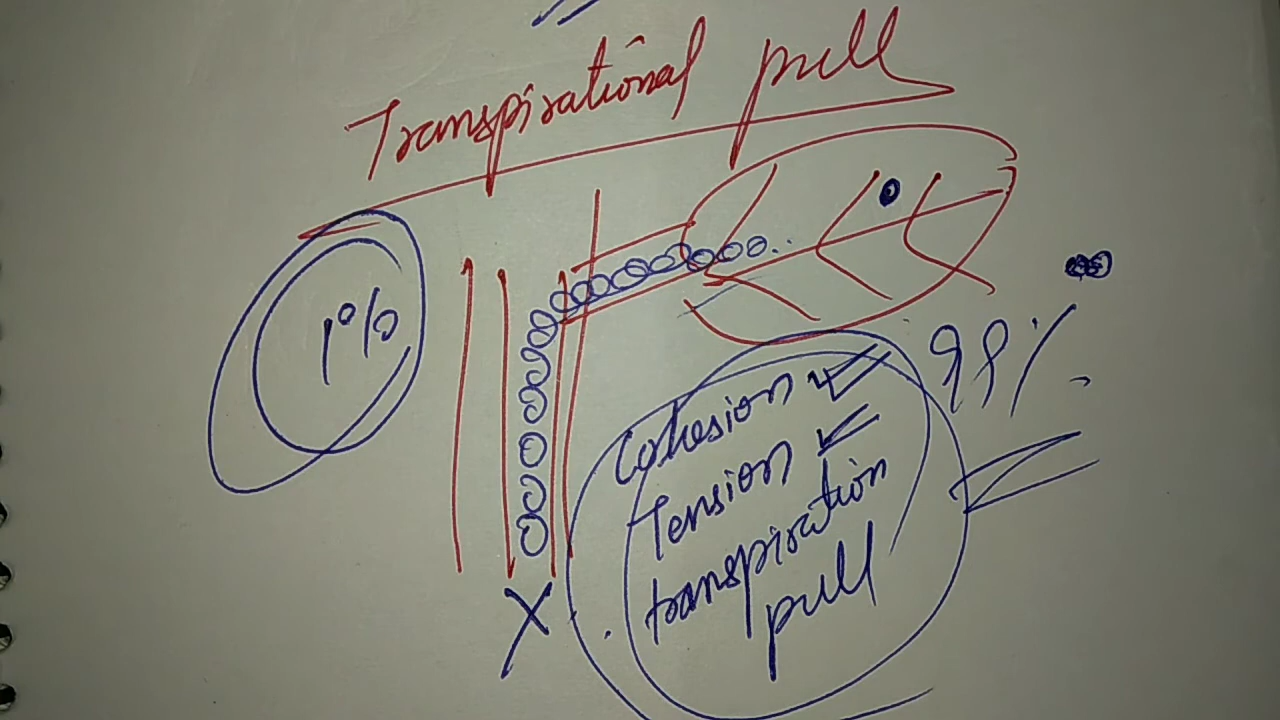 Transpirational pull
1%
99%
Cohesion
Tension
transpiration
pull
X